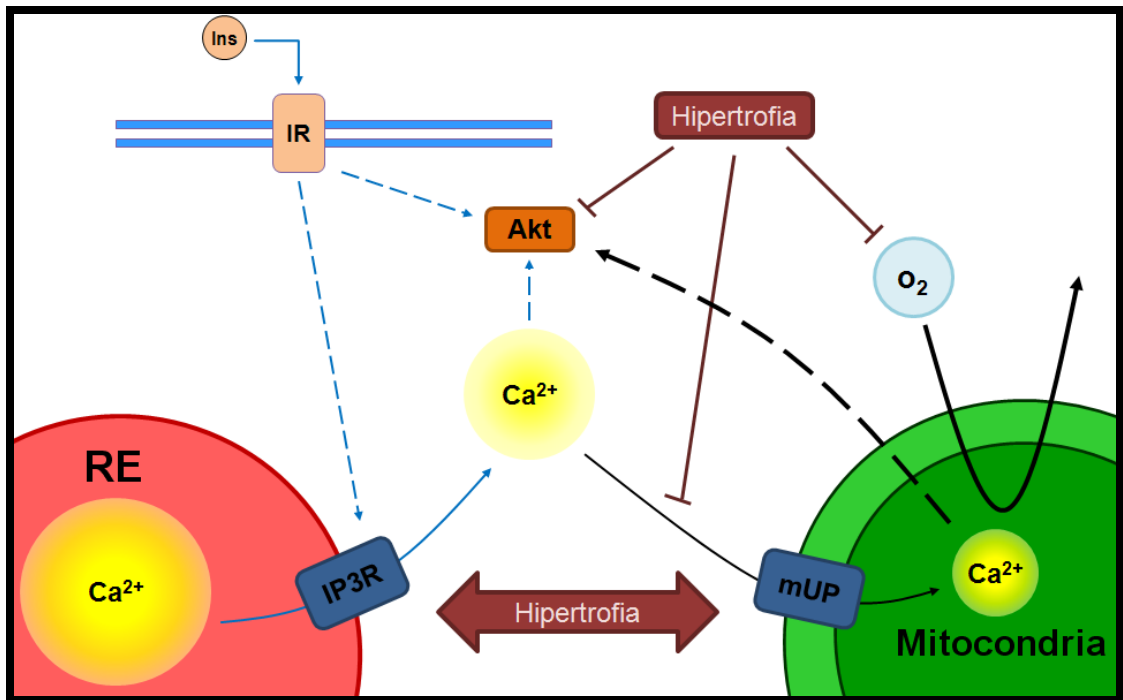 Ins
IR
Hipertrofia
Akt
O₂
Ca²⁺
RE
Ca²⁺
IP3R
Hipertrofia
mUP
Ca²⁺
Mitocondria